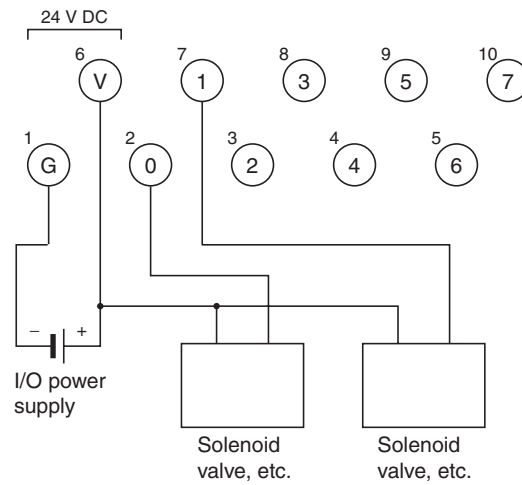 24 V DC
6 7 8 9 10
V 1 3 5 7
1 2 3 4 5
G 0 2 4 6
– +
I/O power
supply
Solenoid
valve, etc.
Solenoid
valve, etc.